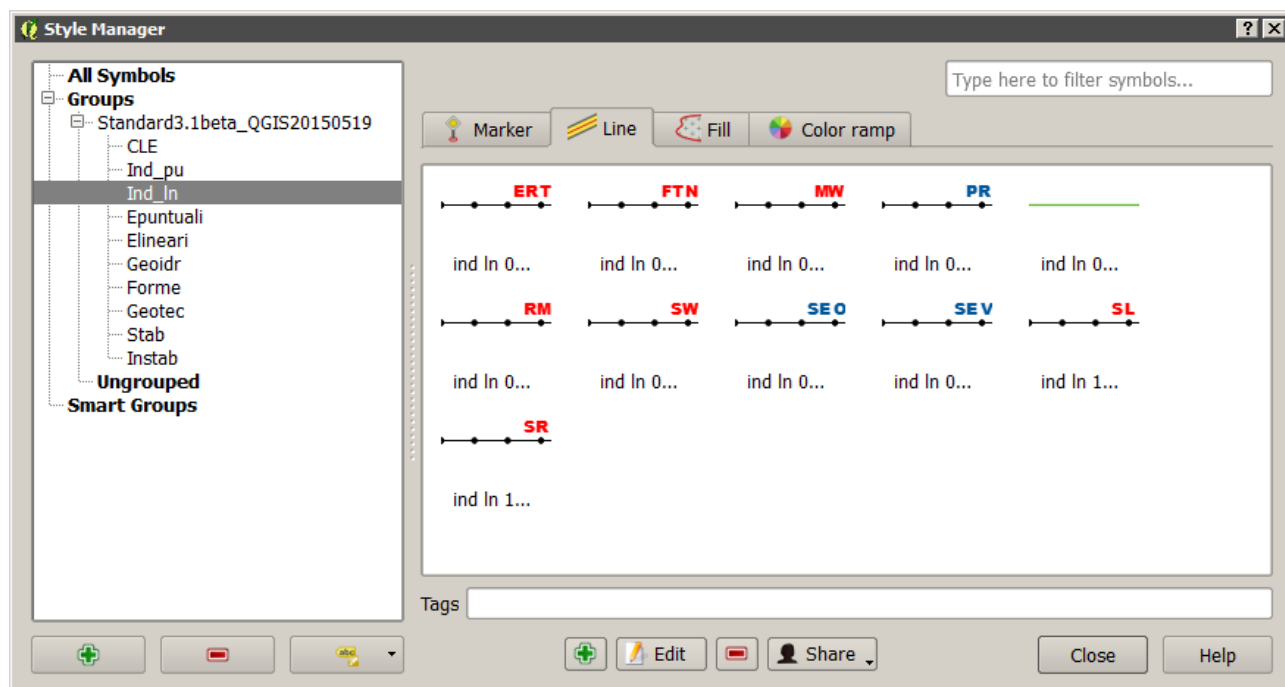 Style Manager
All Symbols
Groups
Standard3.1beta_QGIS20150519
CLE
Ind_pu
Ind_ln
Epuntuali
Elineari
Geoidr
Forme
Geotec
Stab
Instab
Ungrouped
Smart Groups
Type here to filter symbols...
Marker Line Fill Color ramp
ERT FTN MW PR
ind ln 0... ind ln 0... ind ln 0... ind ln 0... ind ln 0...
RM SW SEO SEV SL
ind ln 0... ind ln 0... ind ln 0... ind ln 0... ind ln 1...
SR
ind ln 1...
Tags
abc Edit Share Close Help